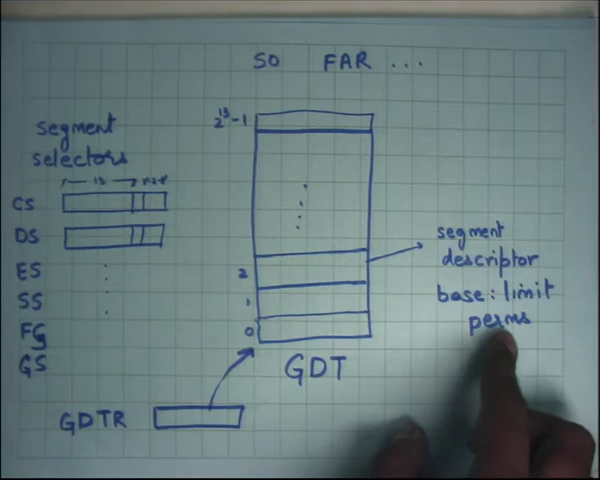 SO FAR ...
segment
selectors
13
CS
DS
ES
SS
FS
GS
2¹³-1
2
1
0
GDT
GDTR
segment
descriptor
base : limit
perms